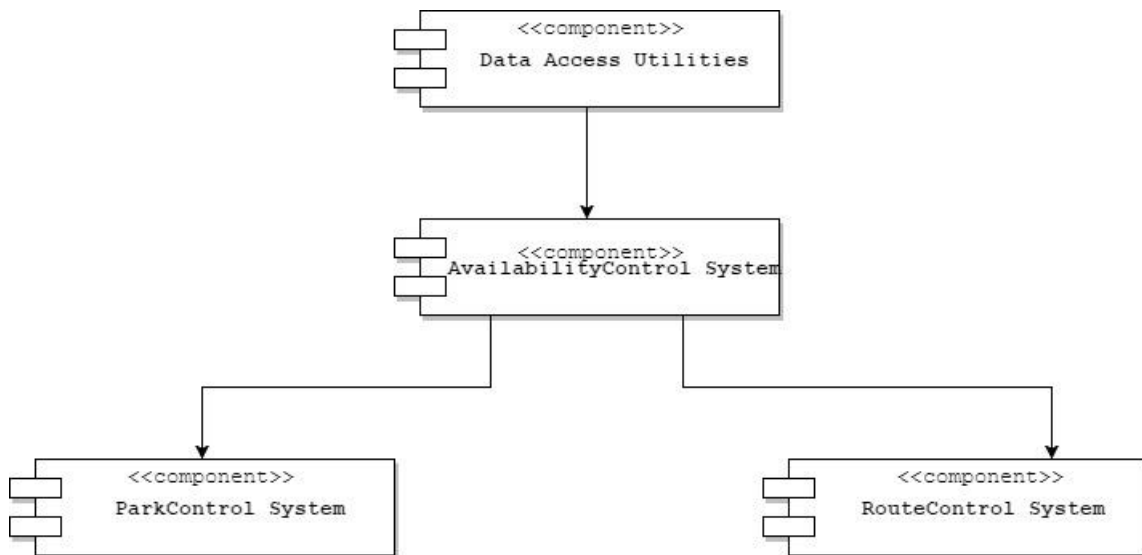 <<component>>
Data Access Utilities
<<component>>
AvailabilityControl System
<<component>>
ParkControl System
<<component>>
RouteControl System